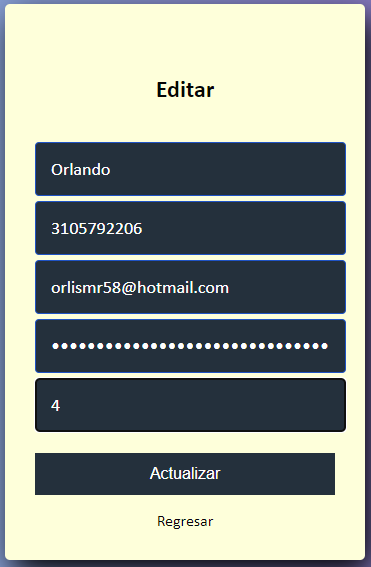 Editar
Orlando
3105792206
orlismr58@hotmail.com
••••••••••••••••••••••••••••••••
4
Actualizar
Regresar